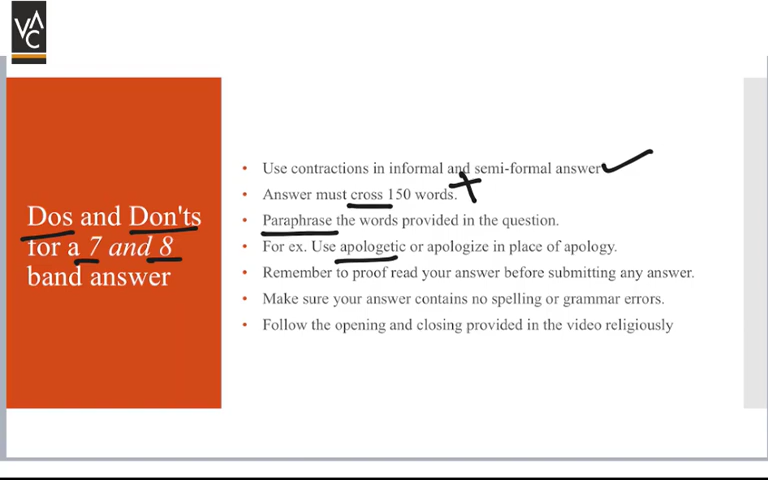 VAC
Dos and Don'ts
for a 7 and 8
band answer
• Use contractions in informal and semi-formal answer
• Answer must cross 150 words.
• Paraphrase the words provided in the question.
• For ex. Use apologetic or apologize in place of apology.
• Remember to proof read your answer before submitting any answer.
• Make sure your answer contains no spelling or grammar errors.
• Follow the opening and closing provided in the video religiously